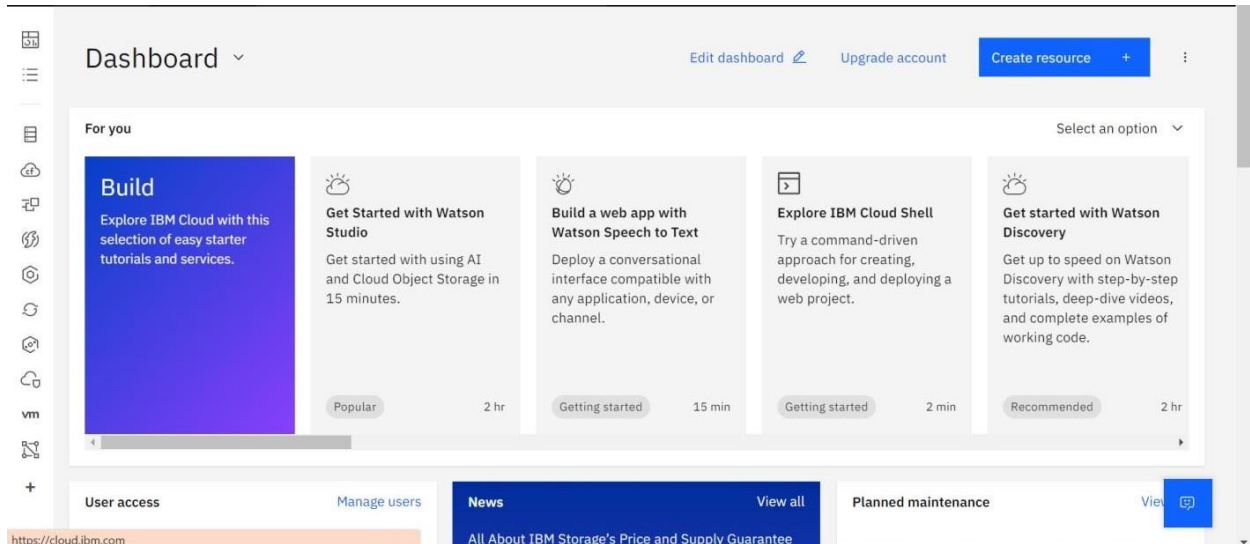 Dashboard
Edit dashboard
Upgrade account
Create resource +
For you
Select an option
Build
Explore IBM Cloud with this
selection of easy starter
tutorials and services.
Get Started with Watson
Studio
Get started with using AI
and Cloud Object Storage in
15 minutes.
Popular
2 hr
Build a web app with
Watson Speech to Text
Deploy a conversational
interface compatible with
any application, device, or
channel.
Getting started
15 min
Explore IBM Cloud Shell
Try a command-driven
approach for creating,
developing, and deploying a
web project.
Getting started
2 min
Get started with Watson
Discovery
Get up to speed on Watson
Discovery with step-by-step
tutorials, deep-dive videos,
and complete examples of
working code.
Recommended
2 hr
cf
vm
+
User access
Manage users
News
View all
All About IBM Storage's Price and Supply Guarantee
Planned maintenance
https://cloud.ibm.com